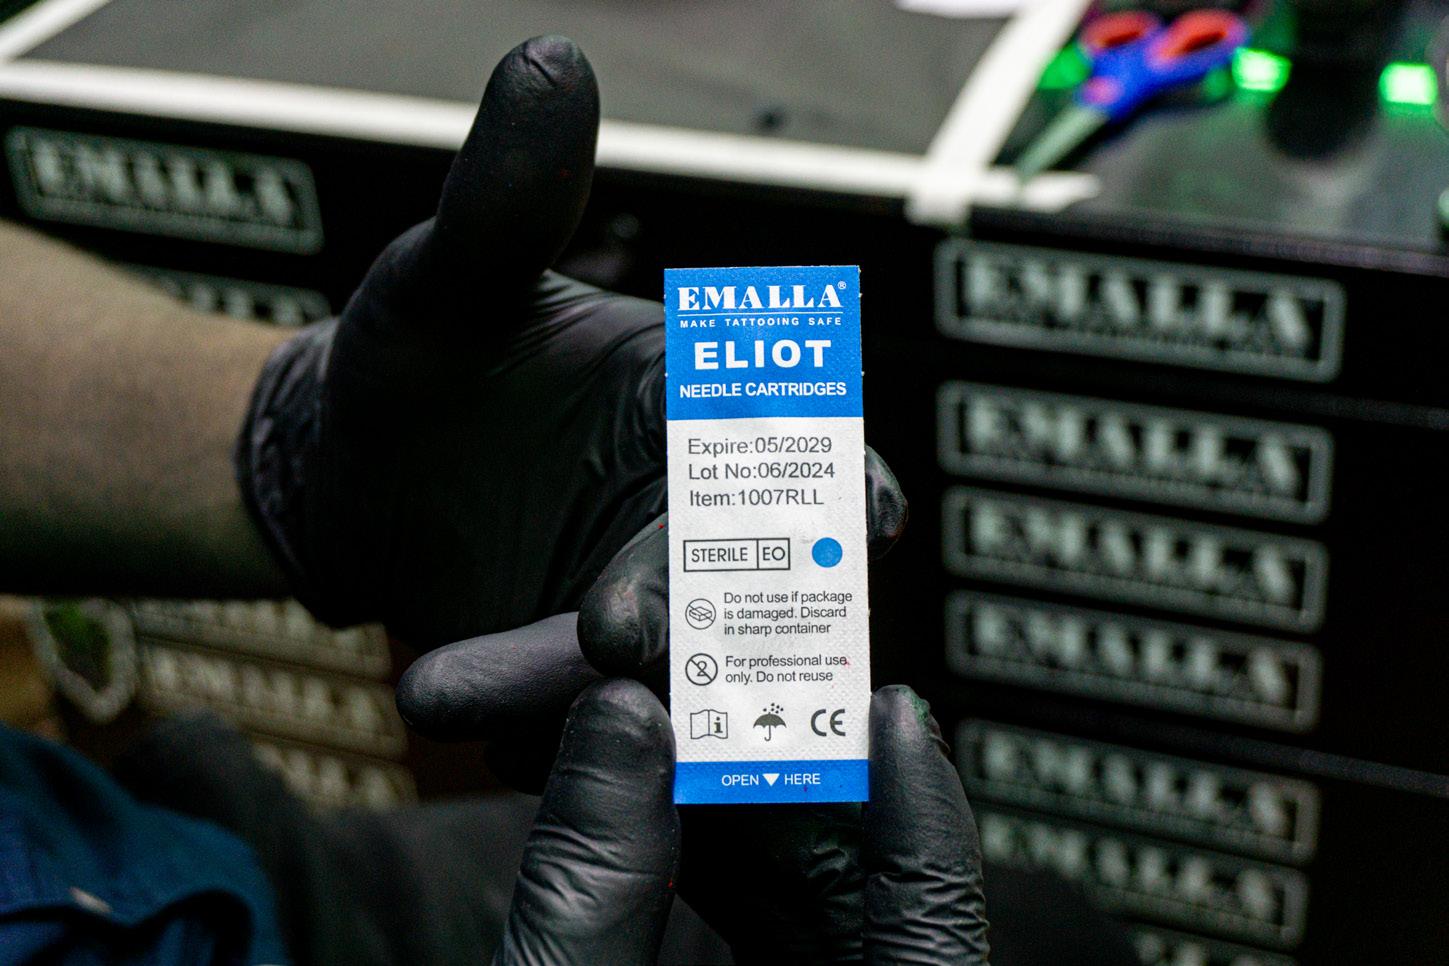 EMALLA®
MAKE TATTOOING SAFE
ELIOT
NEEDLE CARTRIDGES
Expire:05/2029
Lot No:06/2024
Item:1007RLL
STERILE EO
Do not use if package
is damaged. Discard
in sharp container
For professional use
only. Do not reuse
i
CE
OPEN HERE
EMALLA
EMALLA
EMALLA
EMALLA
EMALLA
EMALLA
EMALLA
EMALLA
EMALLA